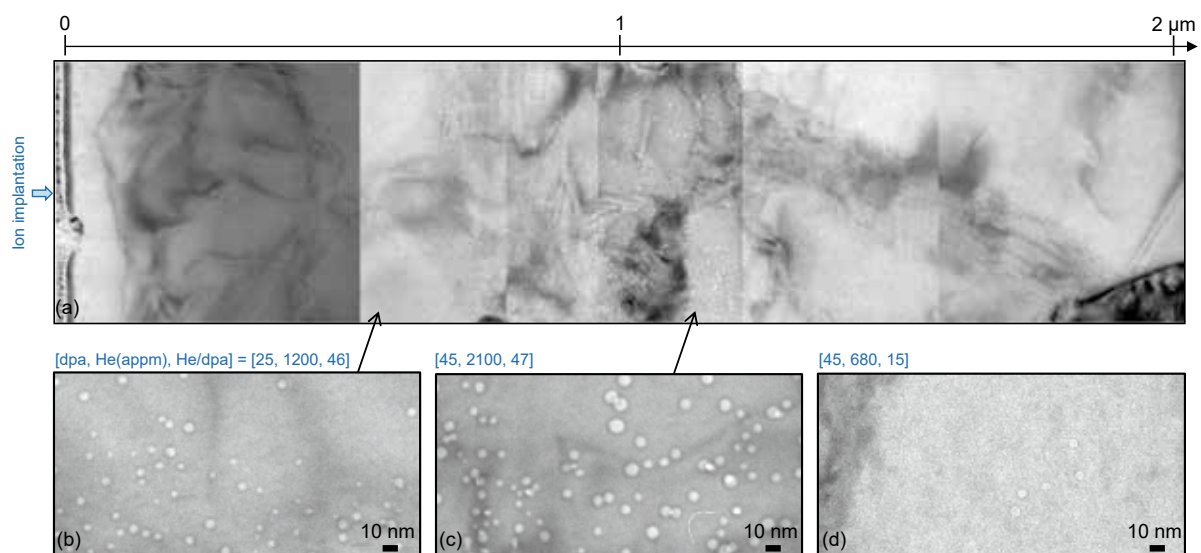 0
1
2 µm
Ion implantation
(a)
[dpa, He(appm), He/dpa] = [25, 1200, 46]
[45, 2100, 47]
[45, 680, 15]
(b)
10 nm
(c)
10 nm
(d)
10 nm